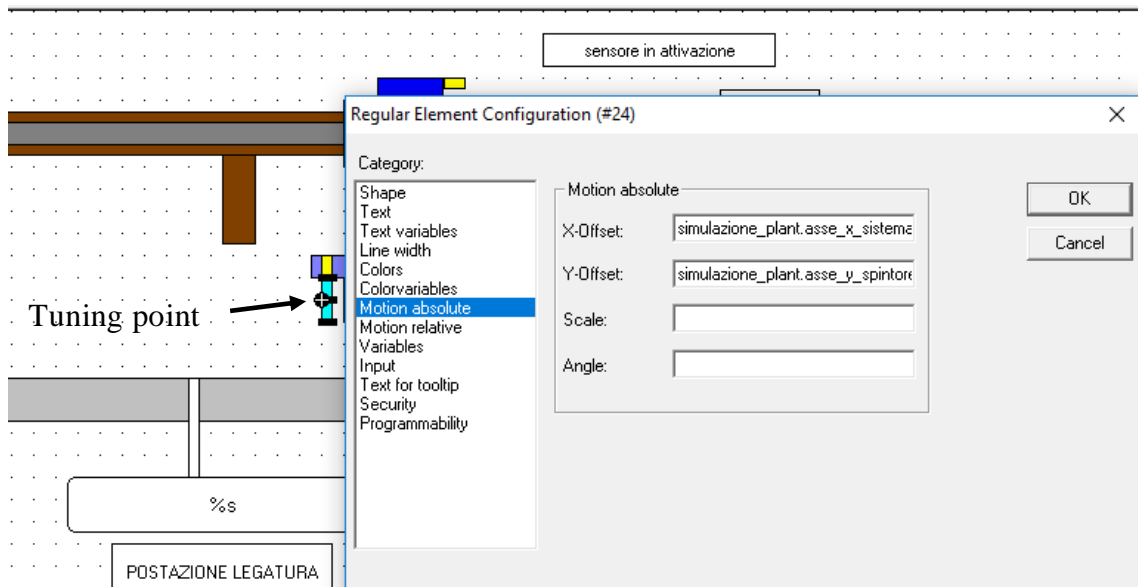 sensore in attivazione
Regular Element Configuration (#24)
Category:
Shape
Text
Text variables
Line width
Colors
Colorvariables
Motion absolute
Motion relative
Variables
Input
Text for tooltip
Security
Programmability
Motion absolute
X-Offset:
simulazione_plant.asse_x_sistema
Y-Offset:
simulazione_plant.asse_y_spintore
Scale:
Angle:
OK
Cancel
Tuning point
%s
POSTAZIONE LEGATURA